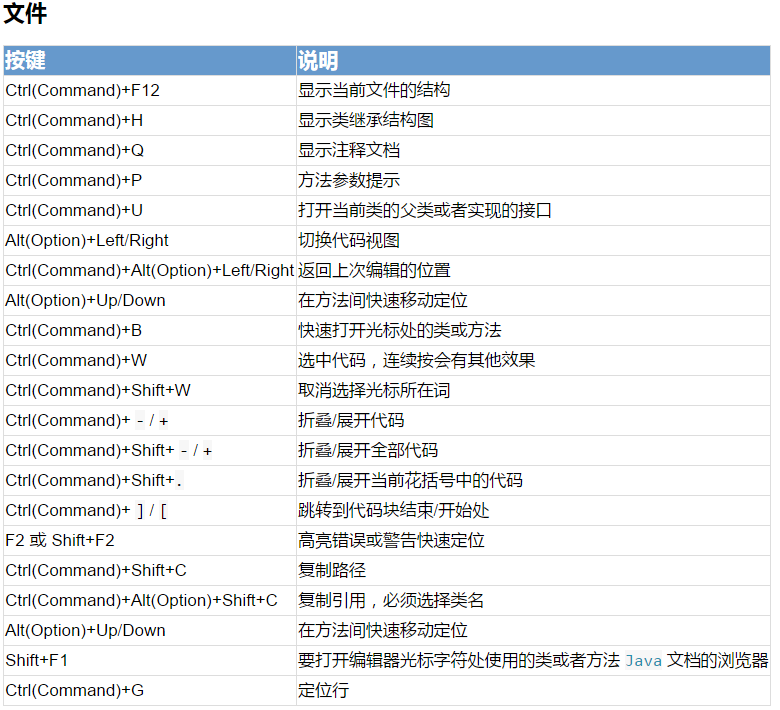 文件
按键 说明
Ctrl(Command)+F12 显示当前文件的结构
Ctrl(Command)+H 显示类继承结构图
Ctrl(Command)+Q 显示注释文档
Ctrl(Command)+P 方法参数提示
Ctrl(Command)+U 打开当前类的父类或者实现的接口
Alt(Option)+Left/Right 切换代码视图
Ctrl(Command)+Alt(Option)+Left/Right 返回上次编辑的位置
Alt(Option)+Up/Down 在方法间快速移动定位
Ctrl(Command)+B 快速打开光标处的类或方法
Ctrl(Command)+W 选中代码，连续按会有其他效果
Ctrl(Command)+Shift+W 取消选择光标所在词
Ctrl(Command)+ - / + 折叠/展开代码
Ctrl(Command)+Shift+ - / + 折叠/展开全部代码
Ctrl(Command)+Shift+. 折叠/展开当前花括号中的代码
Ctrl(Command)+ ] / [ 跳转到代码块结束/开始处
F2 或 Shift+F2 高亮错误或警告快速定位
Ctrl(Command)+Shift+C 复制路径
Ctrl(Command)+Alt(Option)+Shift+C 复制引用，必须选择类名
Alt(Option)+Up/Down 在方法间快速移动定位
Shift+F1 要打开编辑器光标字符处使用的类或者方法 Java 文档的浏览器
Ctrl(Command)+G 定位行